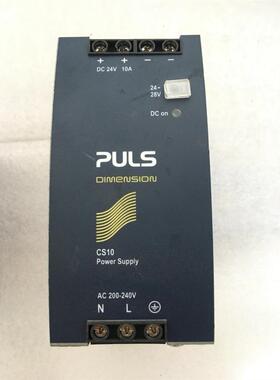 + + − −
DC 24V 10A
24-
28V
DC on
PULS
DIMENSION
CS10
Power Supply
AC 200-240V
N L